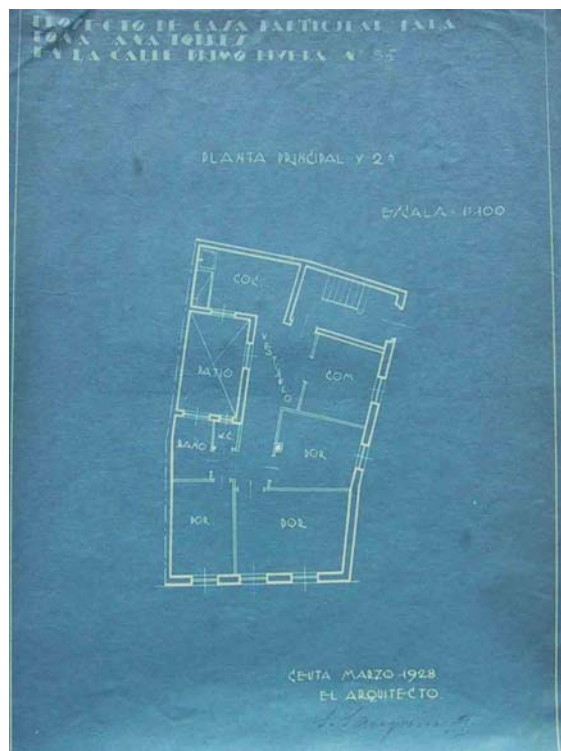 PROYECTO DE CASA PARTICULAR PARA
DOÑA ANA TORRES
EN LA CALLE PRIMO RIVERA Nº 35
PLANTA PRINCIPAL Y 2ª
ESCALA = 1:100
COC.
VESTIBULO
PATIO
COM.
BAÑO
W.C.
DOR.
DOR.
DOR.
CEUTA MARZO-1928.
EL ARQUITECTO.